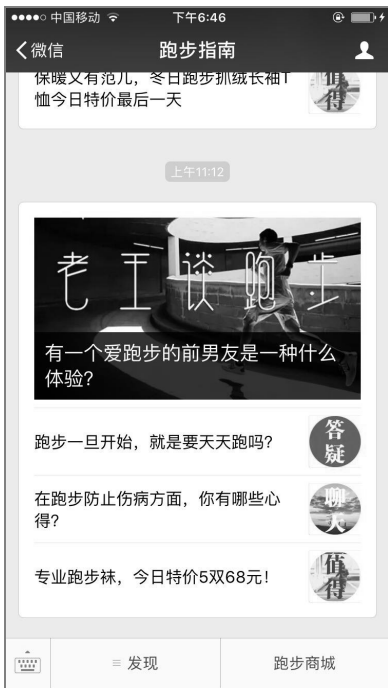 中国移动
下午6:46
微信
跑步指南
保暖又有范儿，冬日跑步抓绒长袖T
恤今日特价最后一天
值得
上午11:12
老王谈跑步
有一个爱跑步的前男友是一种什么
体验?
跑步一旦开始，就是要天天跑吗?
答疑
在跑步防止伤病方面，你有哪些心
得?
聊天
专业跑步袜，今日特价5双68元！
值得
≡ 发现
跑步商城